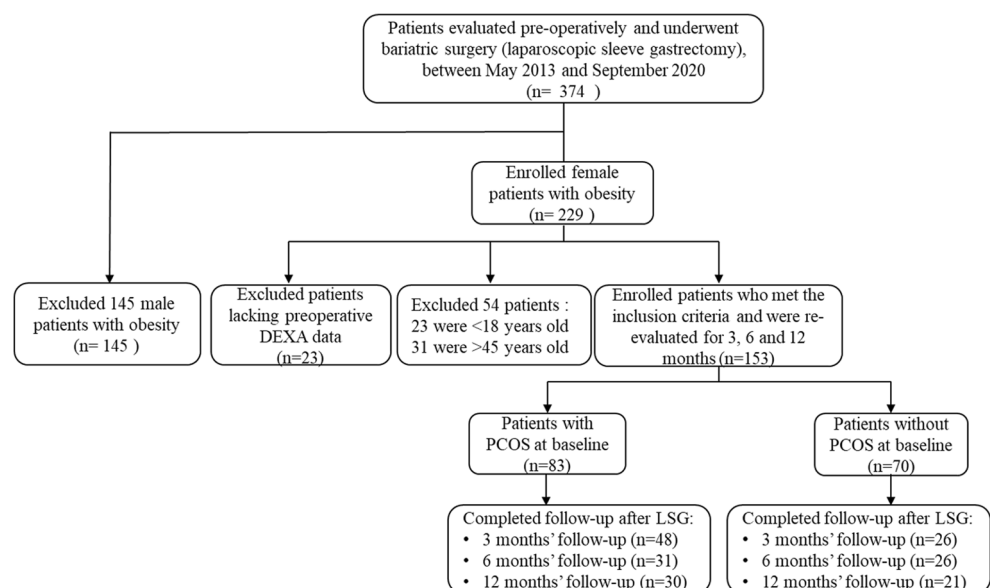 Patients evaluated pre-operatively and underwent
bariatric surgery (laparoscopic sleeve gastrectomy),
between May 2013 and September 2020
(n= 374 )
Enrolled female
patients with obesity
(n= 229 )
Excluded 145 male
patients with obesity
(n= 145 )
Excluded patients
lacking preoperative
DEXA data
(n=23)
Excluded 54 patients :
23 were <18 years old
31 were >45 years old
Enrolled patients who met the
inclusion criteria and were re-
evaluated for 3, 6 and 12
months (n=153)
Patients with
PCOS at baseline
(n=83)
Patients without
PCOS at baseline
(n=70)
Completed follow-up after LSG:
• 3 months’ follow-up (n=48)
• 6 months’ follow-up (n=31)
• 12 months’ follow-up (n=30)
Completed follow-up after LSG:
• 3 months’ follow-up (n=26)
• 6 months’ follow-up (n=26)
• 12 months’ follow-up (n=21)